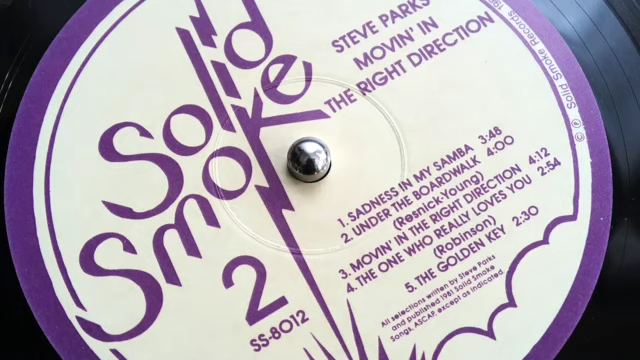 Solid
Smoke
2
SS-8012
STEVE PARKS
MOVIN' IN
THE RIGHT DIRECTION
1. SADNESS IN MY SAMBA 3:48
2. UNDER THE BOARDWALK 4:00
(Resnick-Young)
3. MOVIN' IN THE RIGHT DIRECTION 4:12
4. THE ONE WHO REALLY LOVES YOU 2:54
(Robinson)
5. THE GOLDEN KEY 2:30
All selections written by Steve Parks
and published 1981 Solid Smoke
Songs, ASCAP, except as indicated.
© ℗ Solid Smoke Records